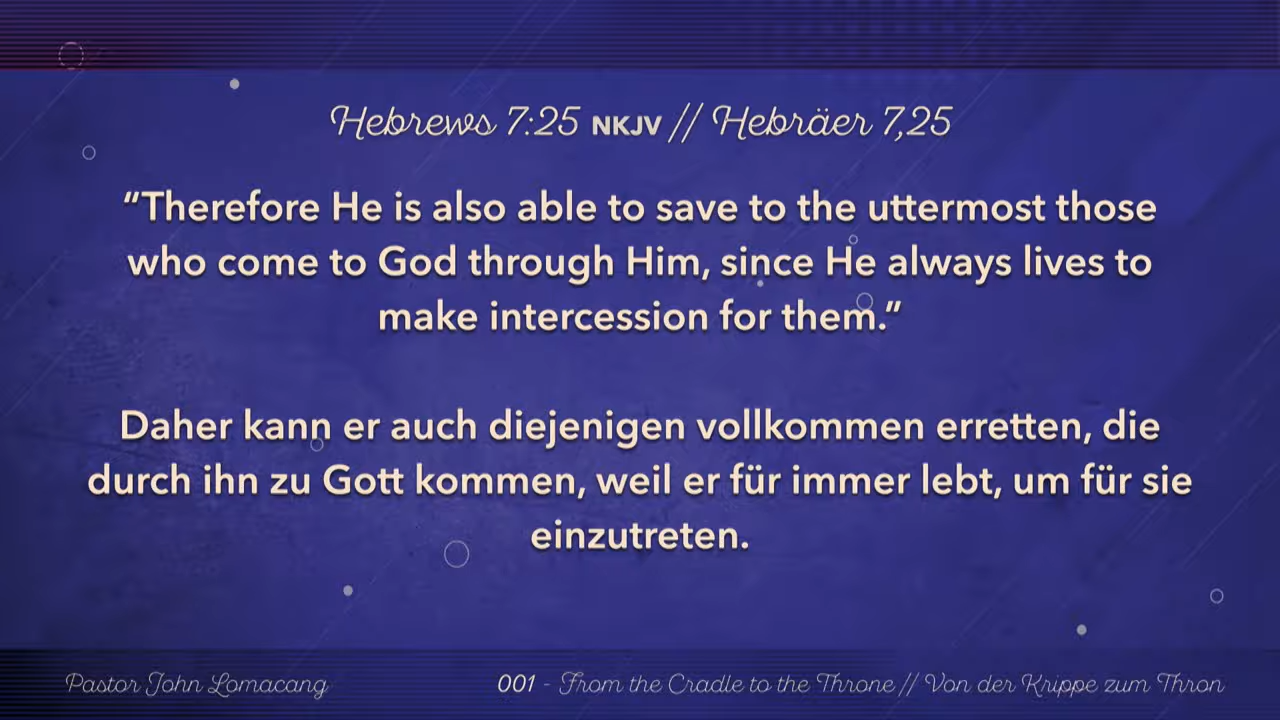 Hebrews 7:25 NKJV // Hebräer 7,25
“Therefore He is also able to save to the uttermost those
who come to God through Him, since He always lives to
make intercession for them.”
Daher kann er auch diejenigen vollkommen erretten, die
durch ihn zu Gott kommen, weil er für immer lebt, um für sie
einzutreten.
Pastor John Lomacang
001 - From the Cradle to the Throne // Von der Krippe zum Thron